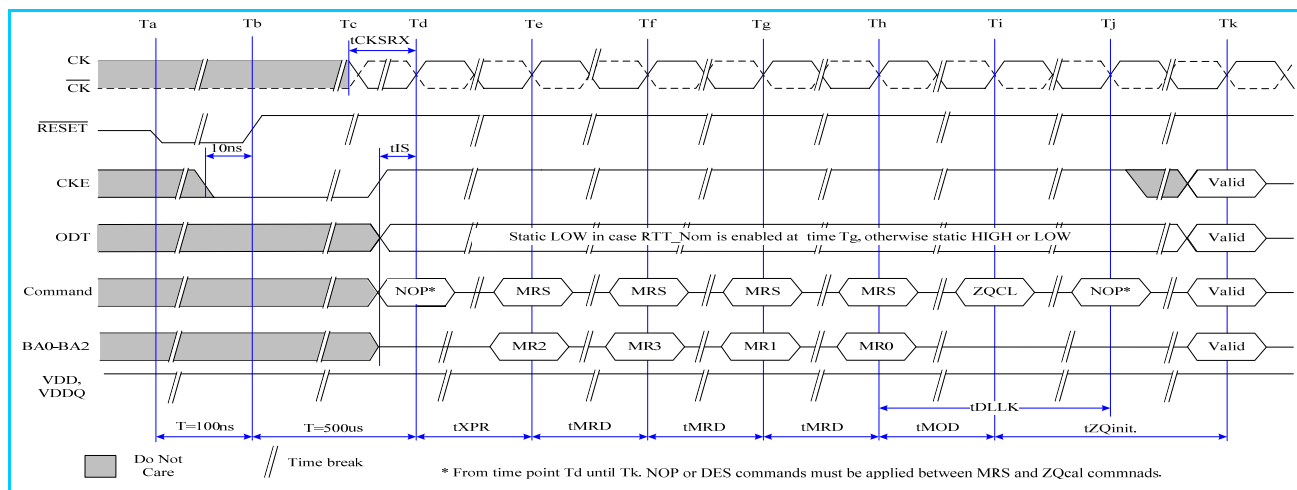 Ta Tb Tc Td Te Tf Tg Th Ti Tj Tk
tCKSRX
CK
CK
RESET
10ns
tIS
CKE
Valid
ODT
Static LOW in case RTT_Nom is enabled at time Tg, otherwise static HIGH or LOW
Valid
Command
NOP* MRS MRS MRS MRS ZQCL NOP* Valid
BA0-BA2
MR2 MR3 MR1 MR0 Valid
VDD,
VDDQ
tDLLK
T=100ns T=500us tXPR tMRD tMRD tMRD tMOD tZQinit.
Do Not
Care
Time break
* From time point Td until Tk. NOP or DES commands must be applied between MRS and ZQcal commnads.